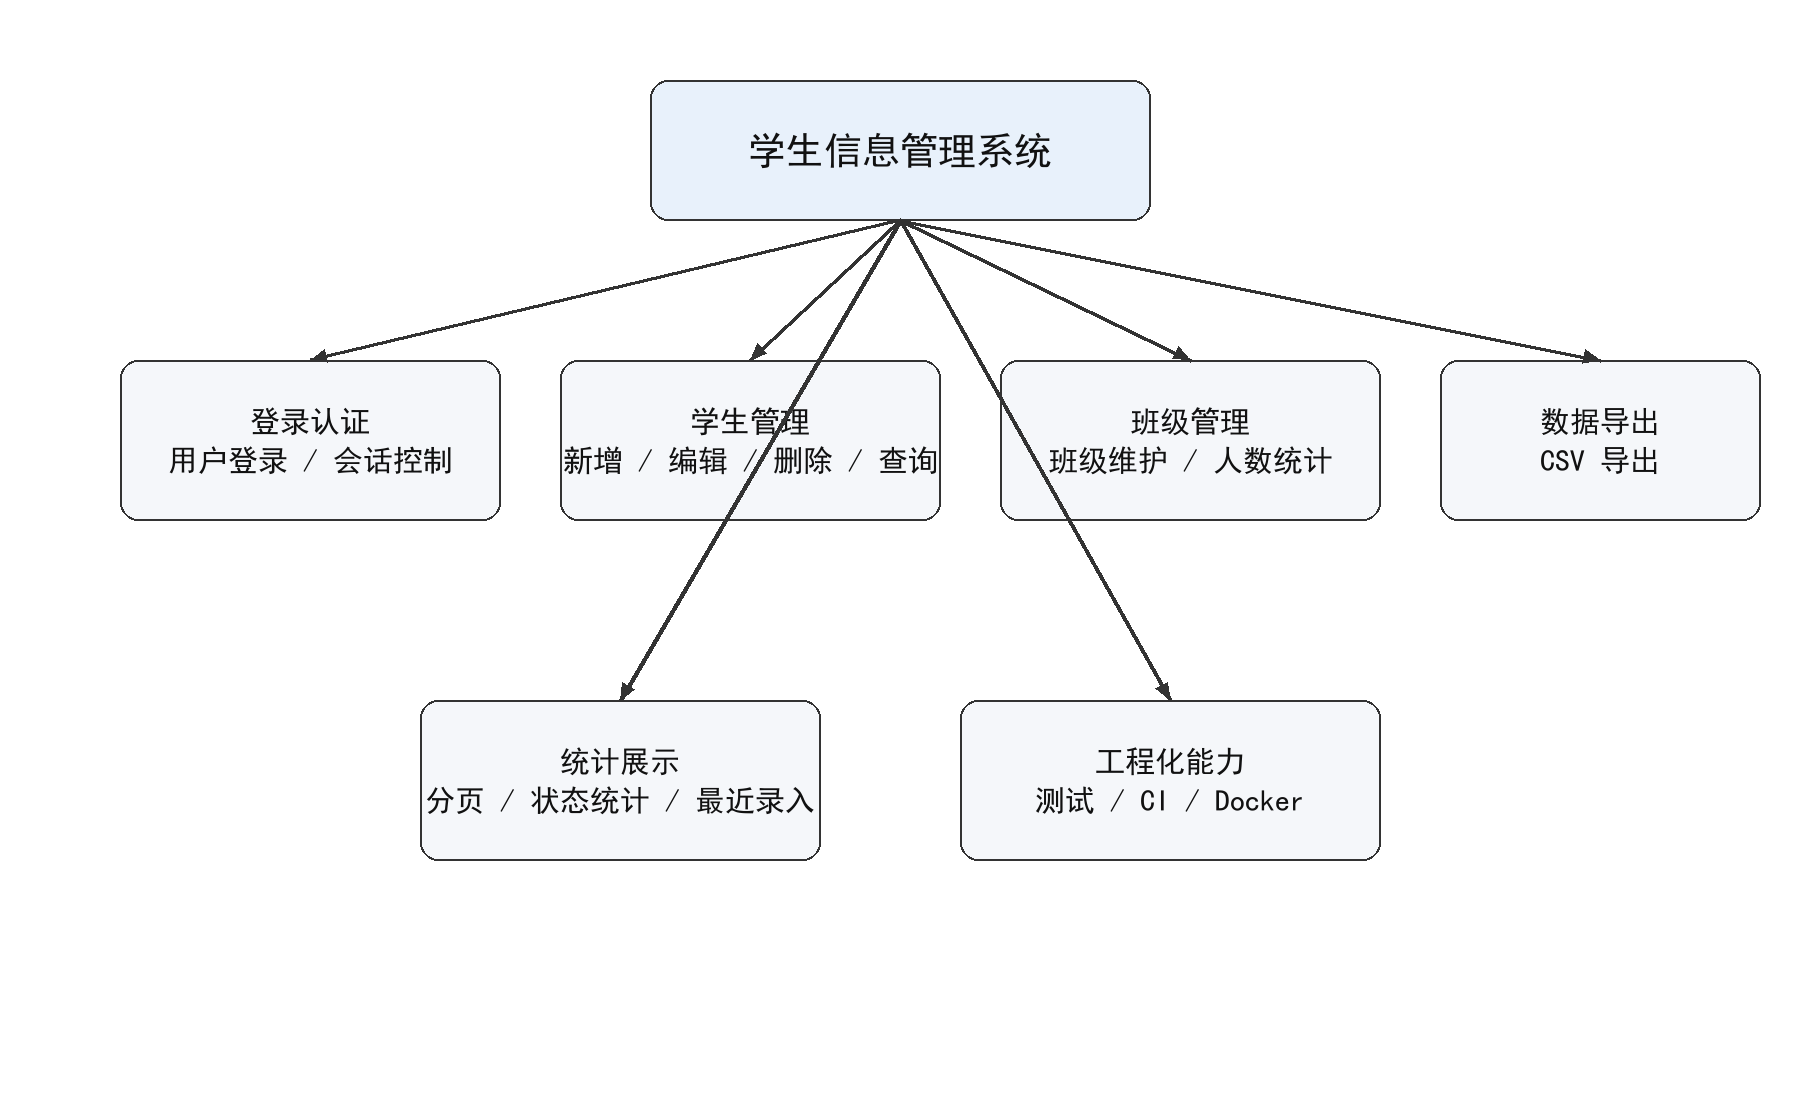 学生信息管理系统
登录认证
用户登录 / 会话控制
学生管理
新增 / 编辑 / 删除 / 查询
班级管理
班级维护 / 人数统计
数据导出
CSV 导出
统计展示
分页 / 状态统计 / 最近录入
工程化能力
测试 / CI / Docker